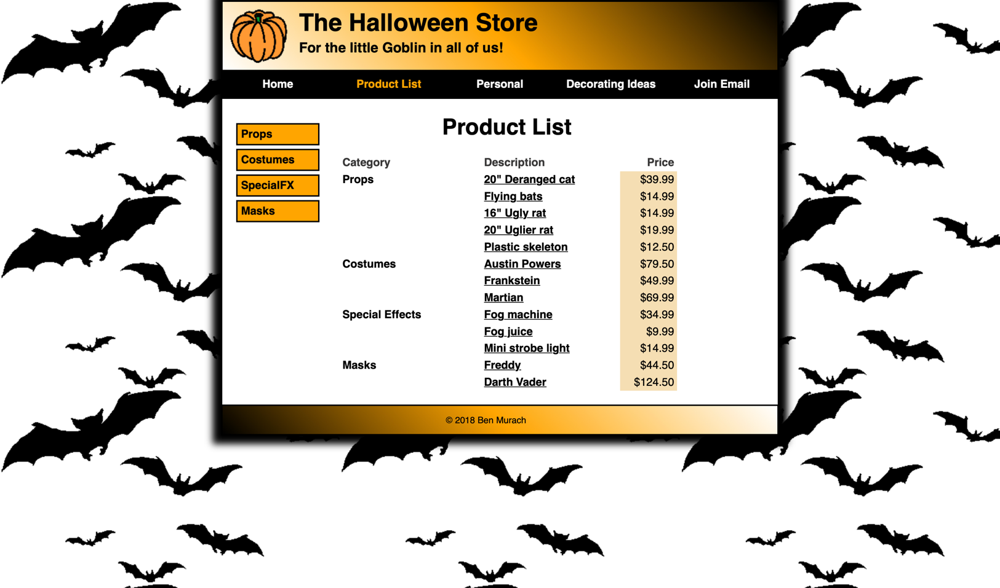 The Halloween Store
For the little Goblin in all of us!
Home Product List Personal Decorating Ideas Join Email
Props
Costumes
SpecialFX
Masks
Product List
Category Description Price
Props 20" Deranged cat $39.99
Flying bats $14.99
16" Ugly rat $14.99
20" Uglier rat $19.99
Plastic skeleton $12.50
Costumes Austin Powers $79.50
Frankstein $49.99
Martian $69.99
Special Effects Fog machine $34.99
Fog juice $9.99
Mini strobe light $14.99
Masks Freddy $44.50
Darth Vader $124.50
© 2018 Ben Murach